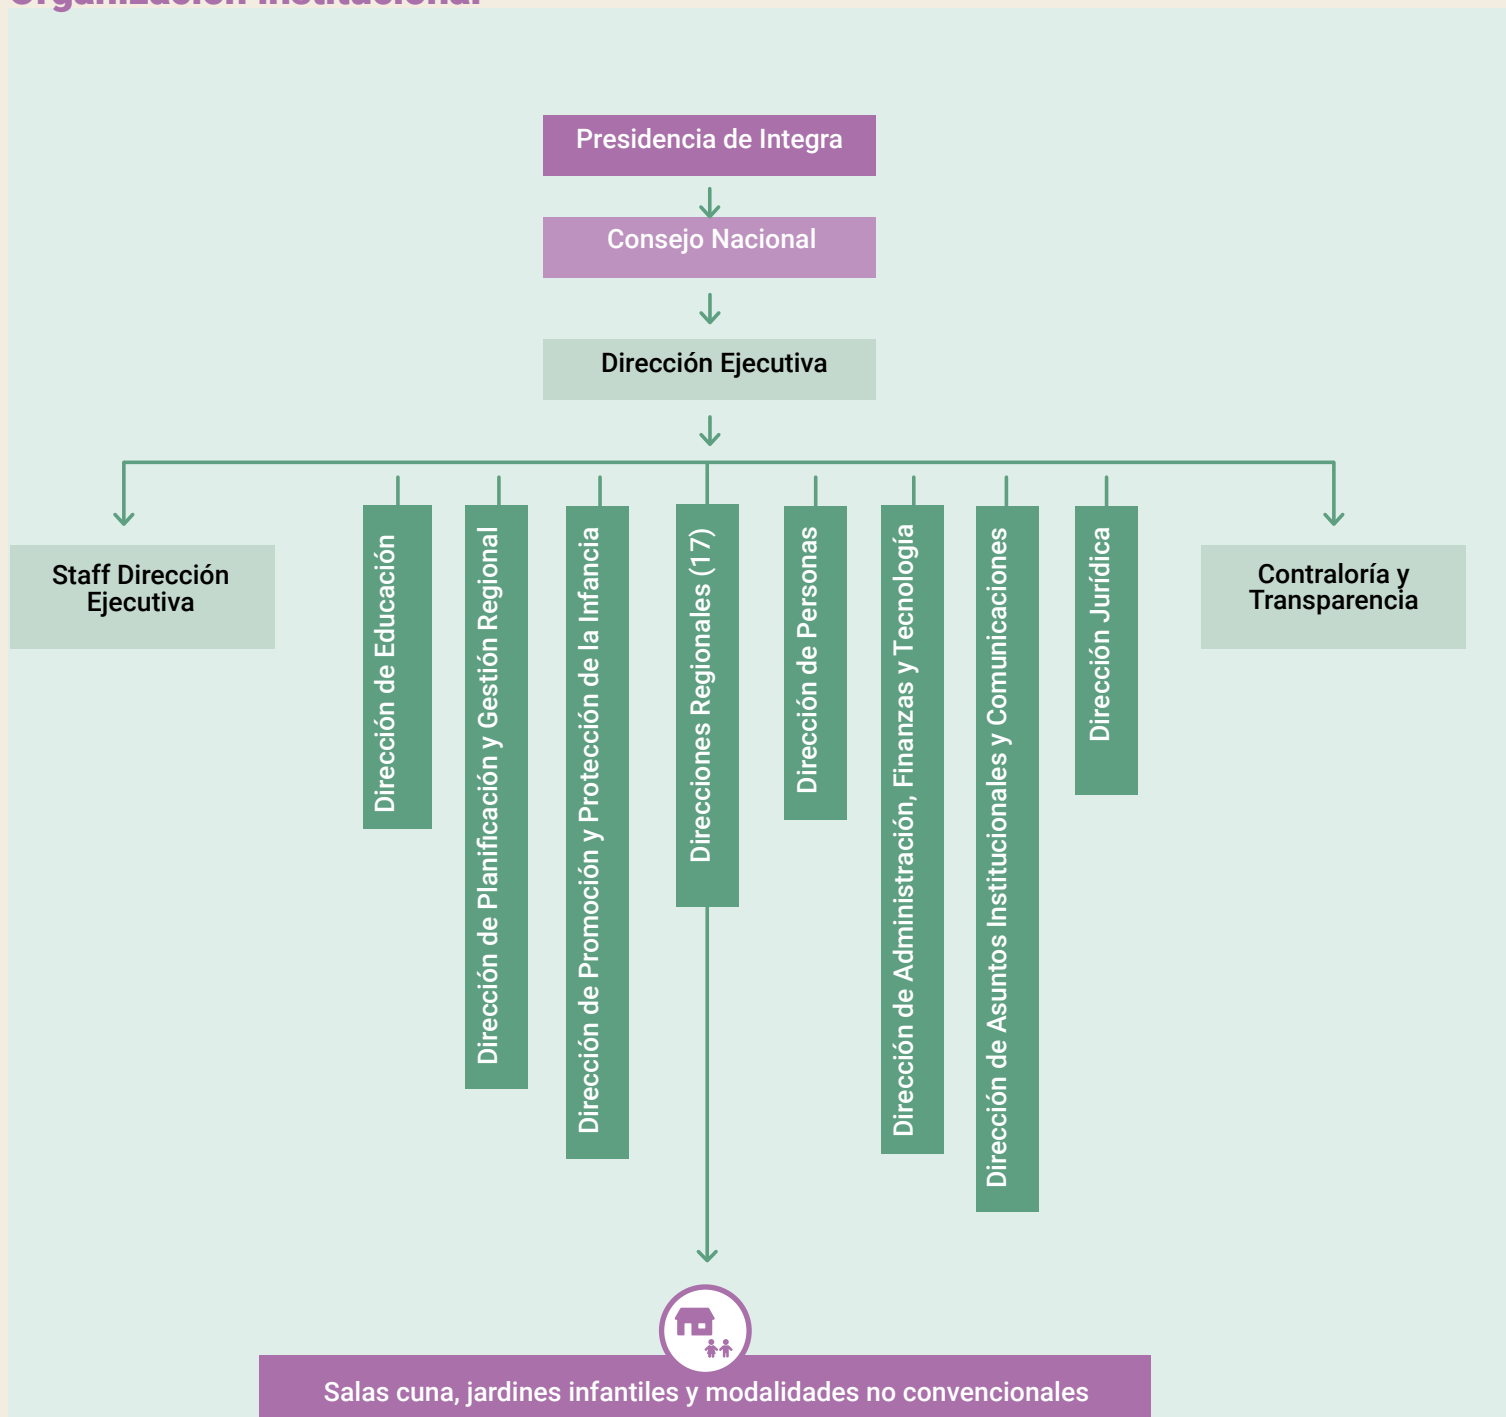 Organización Institucional
Presidencia de Integra
Consejo Nacional
Dirección Ejecutiva
Staff Dirección
Ejecutiva
Dirección de Educación
Dirección de Planificación y Gestión Regional
Dirección de Promoción y Protección de la Infancia
Direcciones Regionales (17)
Dirección de Personas
Dirección de Administración, Finanzas y Tecnología
Dirección de Asuntos Institucionales y Comunicaciones
Dirección Jurídica
Contraloría y
Transparencia
Salas cuna, jardines infantiles y modalidades no convencionales